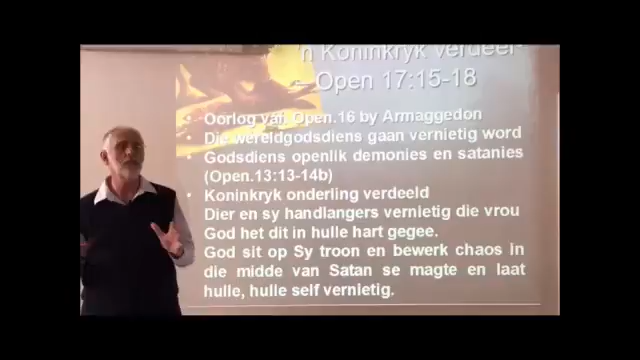 'n Koninkryk verdeel-
– Open 17:15-18
• Oorlog van Open.16 by Armaggedon
• Die wereldgodsdiens gaan vernietig word
• Godsdiens openlik demonies en satanies
(Open.13:13-14b)
• Koninkryk onderling verdeeld
Dier en sy handlangers vernietig die vrou
God het dit in hulle hart gegee.
God sit op Sy troon en bewerk chaos in
die midde van Satan se magte en laat
hulle, hulle self vernietig.